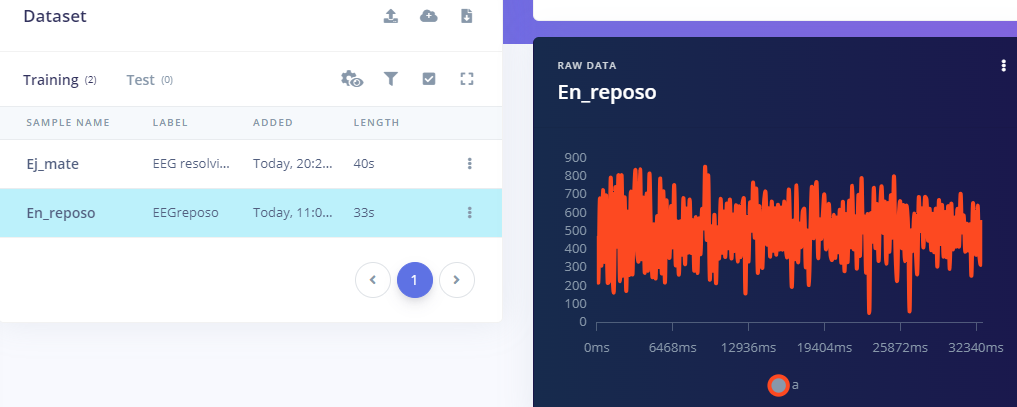 Dataset
Training (2) Test (0)
SAMPLE NAME LABEL ADDED LENGTH
Ej_mate EEG resolvi... Today, 20:2... 40s
En_reposo EEGreposo Today, 11:0... 33s
1
RAW DATA
En_reposo
900
800
700
600
500
400
300
200
100
0
0ms 6468ms 12936ms 19404ms 25872ms 32340ms
a